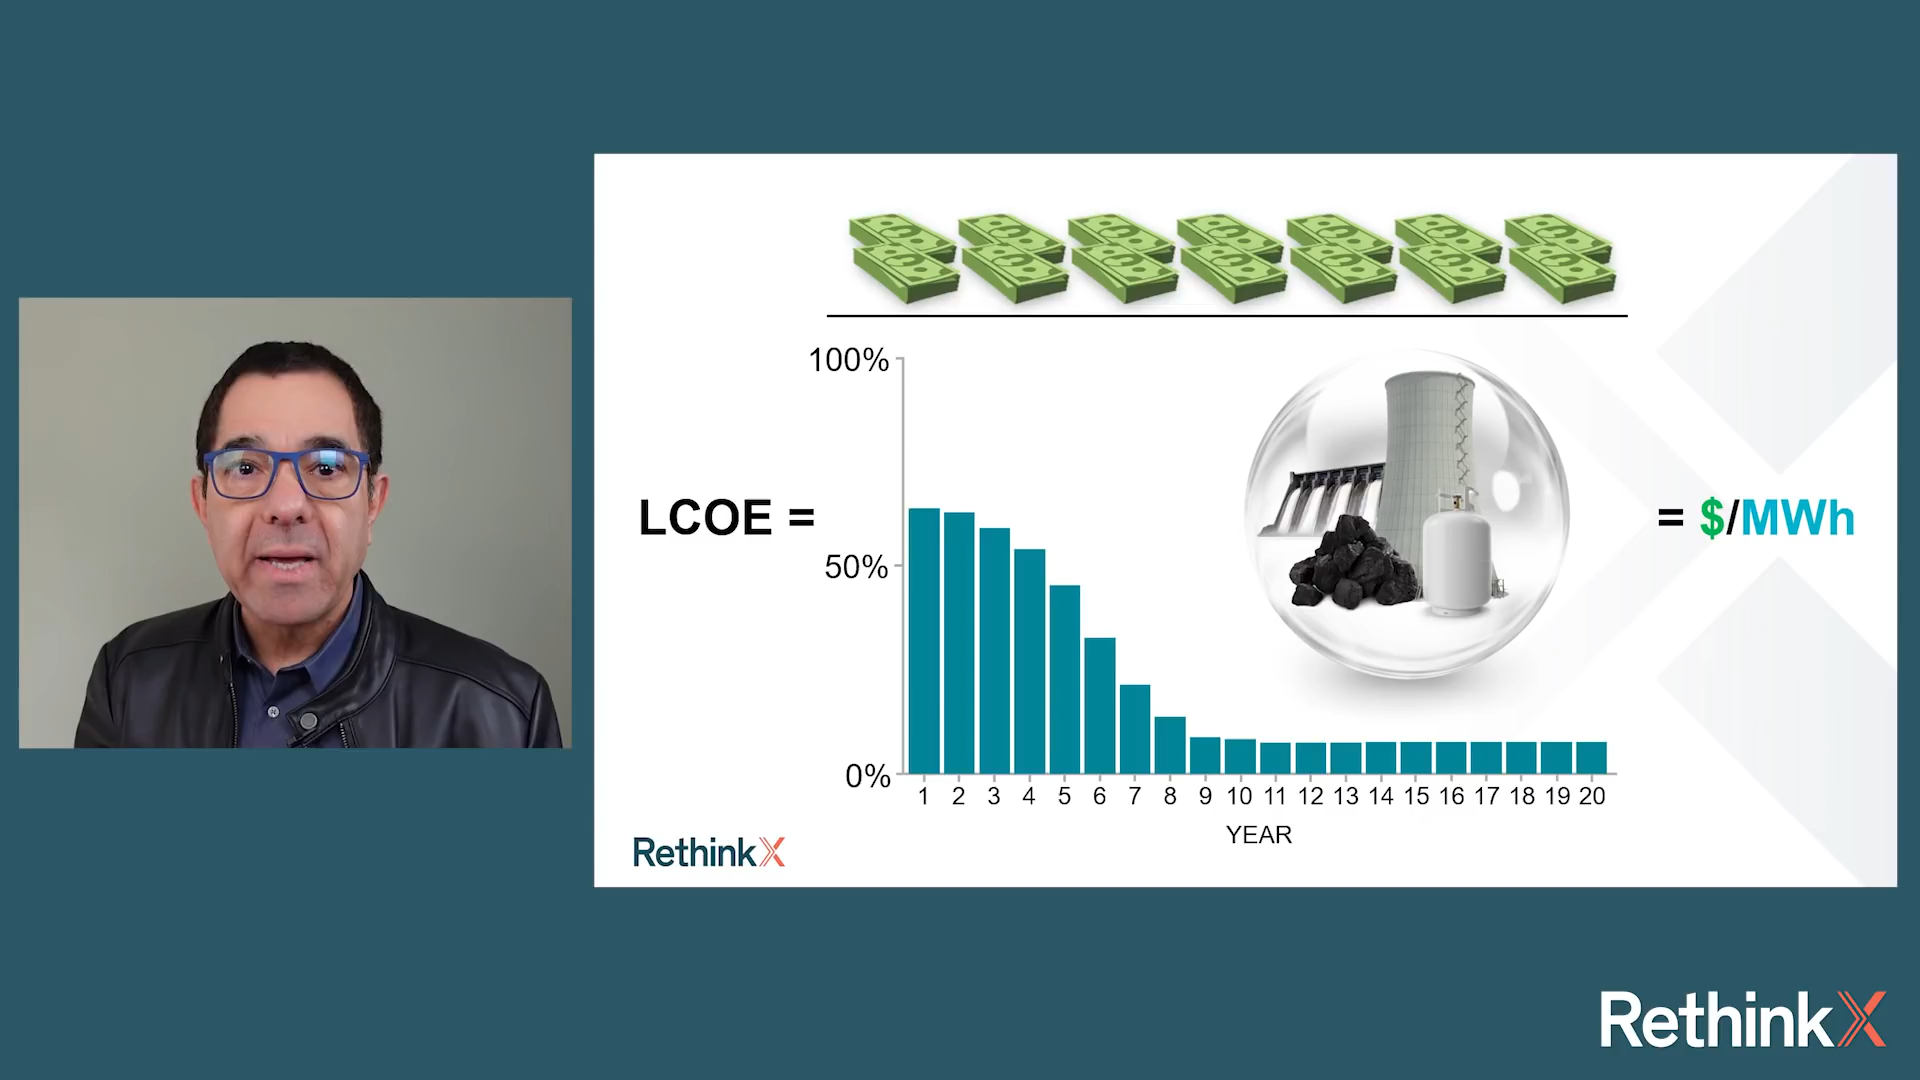 100%
LCOE =
= $/MWh
50%
0%
1 2 3 4 5 6 7 8 9 10 11 12 13 14 15 16 17 18 19 20
YEAR
RethinkX
RethinkX